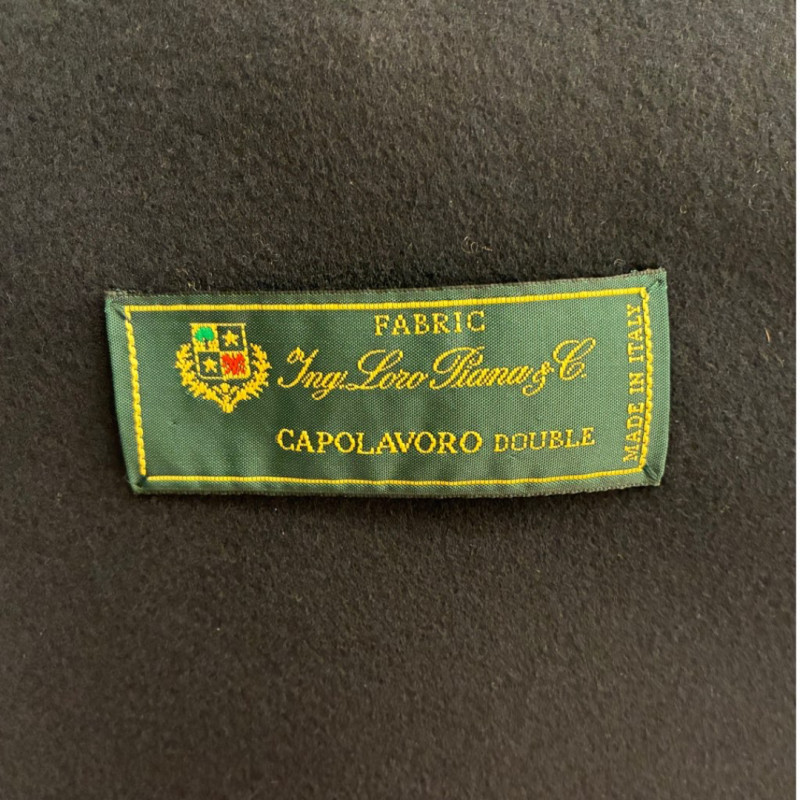 FABRIC
Ing. Loro Piana & C.
CAPOLAVORO DOUBLE
MADE IN ITALY